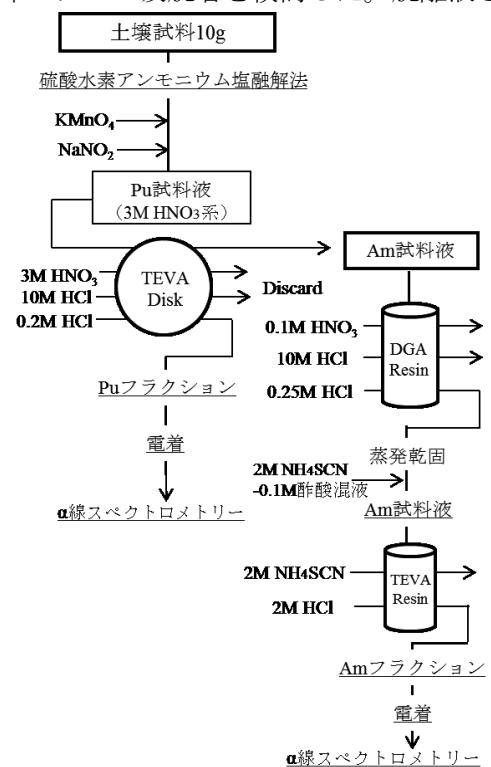 土壌試料10g
硫酸水素アンモニウム塩融解法
KMnO4
NaNO2
Pu試料液
（3M HNO3系）
3M HNO3
10M HCl
0.2M HCl
TEVA
Disk
Discard
Puフラクション
電着
α線スペクトロメトリー
Am試料液
0.1M HNO3
10M HCl
0.25M HCl
DGA
Resin
蒸発乾固
2M NH4SCN
-0.1M酢酸混液
Am試料液
2M NH4SCN
2M HCl
TEVA
Resin
Amフラクション
電着
α線スペクトロメトリー